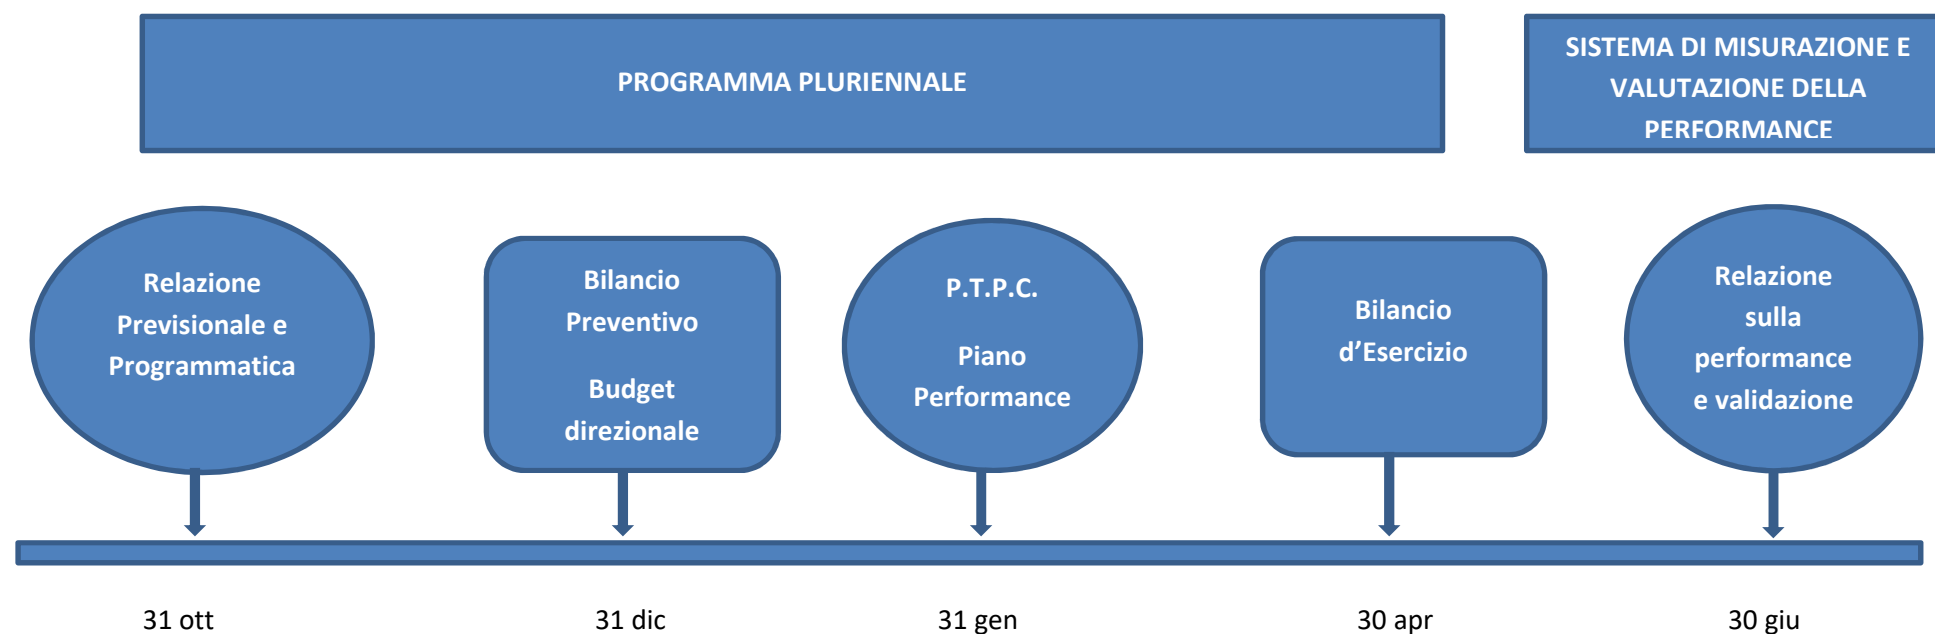 PROGRAMMA PLURIENNALE
SISTEMA DI MISURAZIONE E
VALUTAZIONE DELLA
PERFORMANCE
Relazione
Previsionale e
Programmatica
Bilancio
Preventivo
Budget
direzionale
P.T.P.C.
Piano
Performance
Bilancio
d’Esercizio
Relazione
sulla
performance
e validazione
31 ott
31 dic
31 gen
30 apr
30 giu